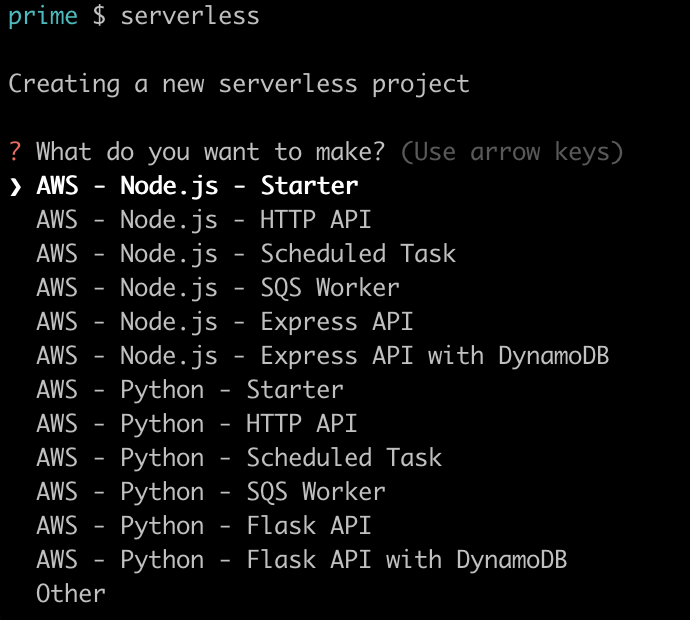 prime $ serverless
Creating a new serverless project
? What do you want to make? (Use arrow keys)
❯ AWS - Node.js - Starter
AWS - Node.js - HTTP API
AWS - Node.js - Scheduled Task
AWS - Node.js - SQS Worker
AWS - Node.js - Express API
AWS - Node.js - Express API with DynamoDB
AWS - Python - Starter
AWS - Python - HTTP API
AWS - Python - Scheduled Task
AWS - Python - SQS Worker
AWS - Python - Flask API
AWS - Python - Flask API with DynamoDB
Other